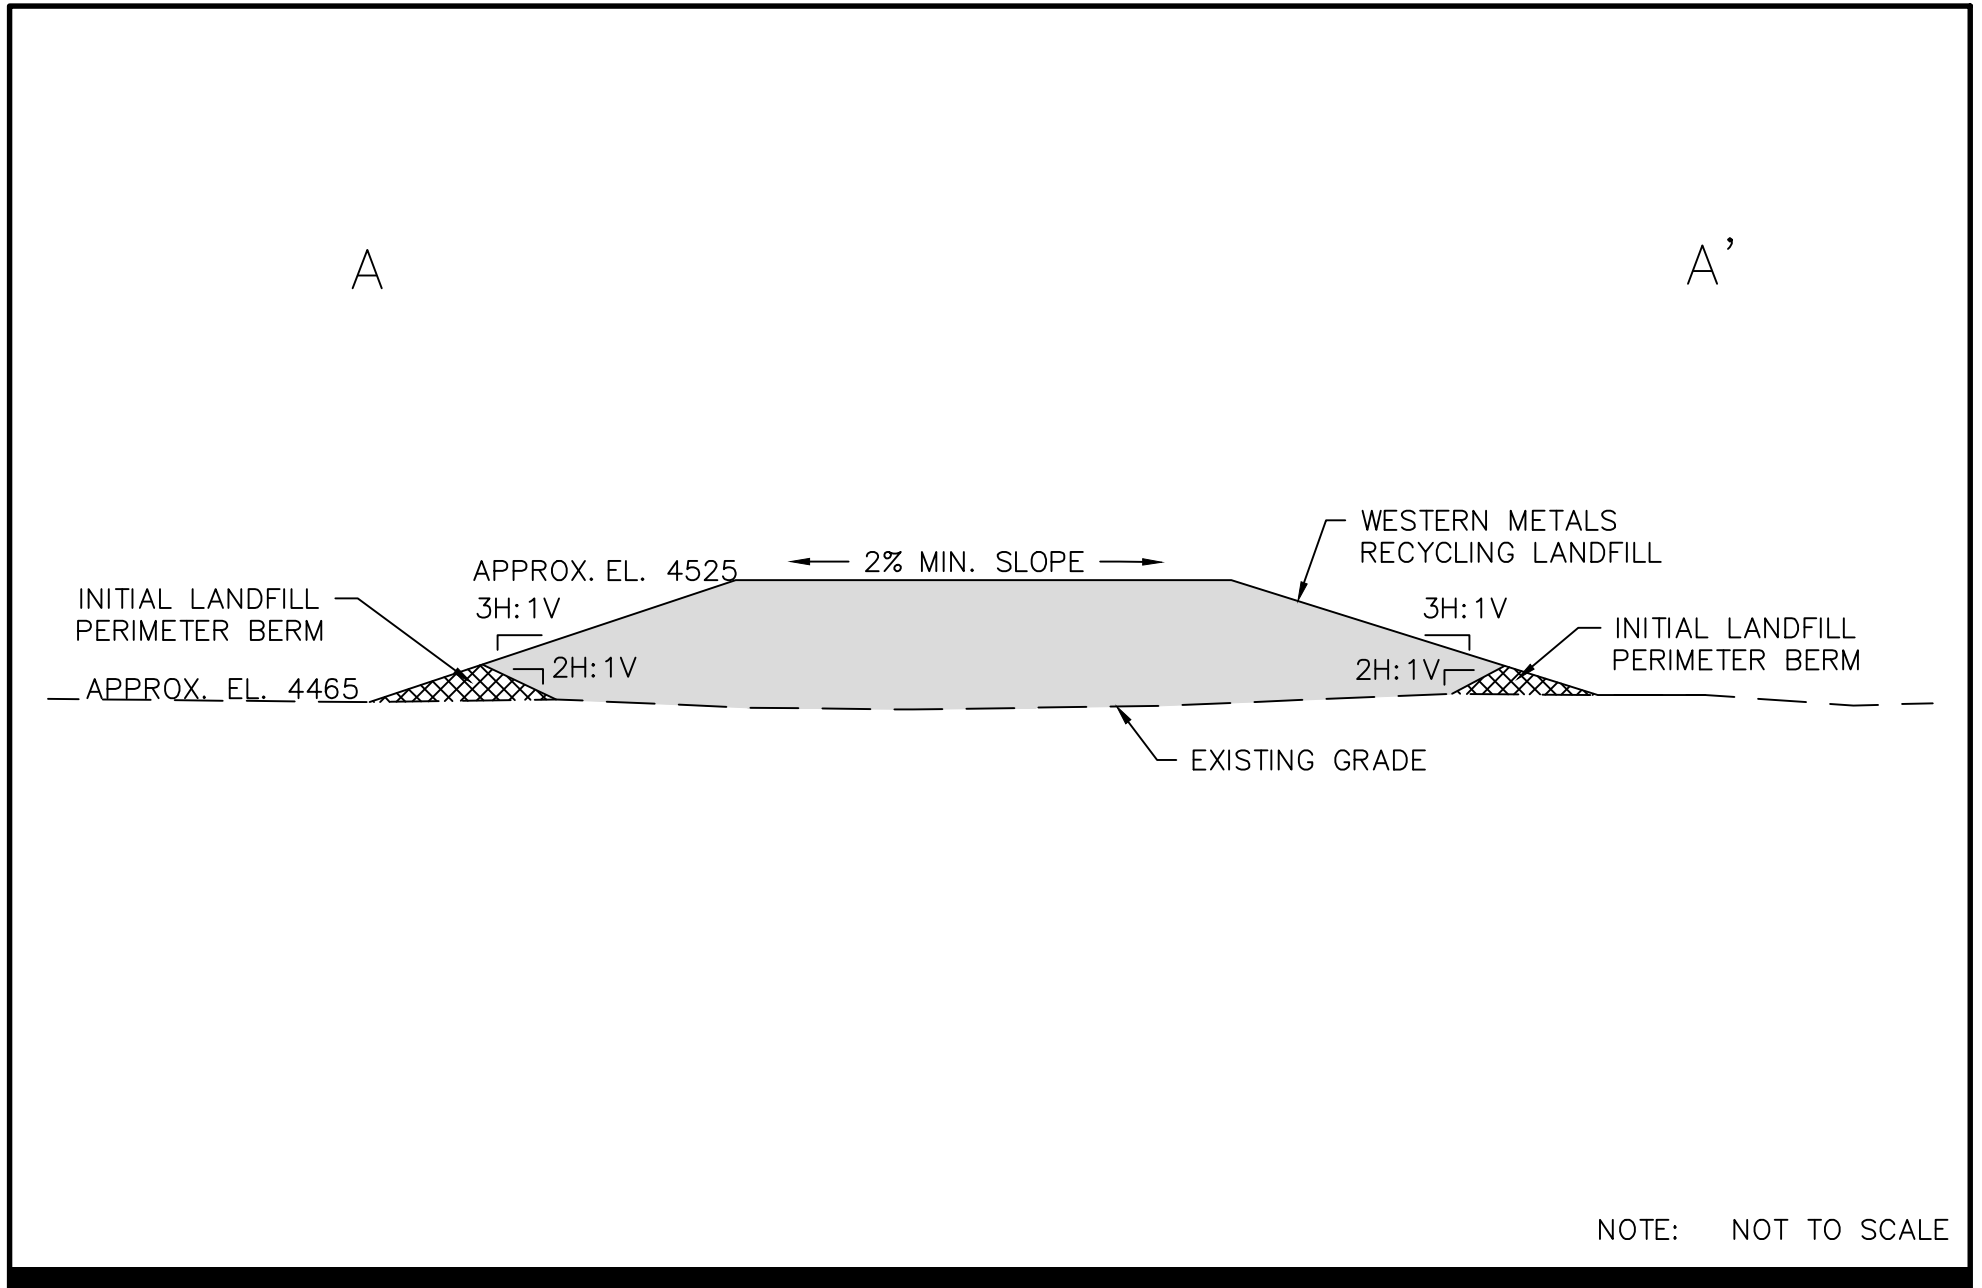 A
A'
WESTERN METALS
RECYCLING LANDFILL
2% MIN. SLOPE
APPROX. EL. 4525
INITIAL LANDFILL
PERIMETER BERM
3H:1V
3H:1V
INITIAL LANDFILL
PERIMETER BERM
2H:1V
2H:1V
APPROX. EL. 4465
EXISTING GRADE
NOTE: NOT TO SCALE